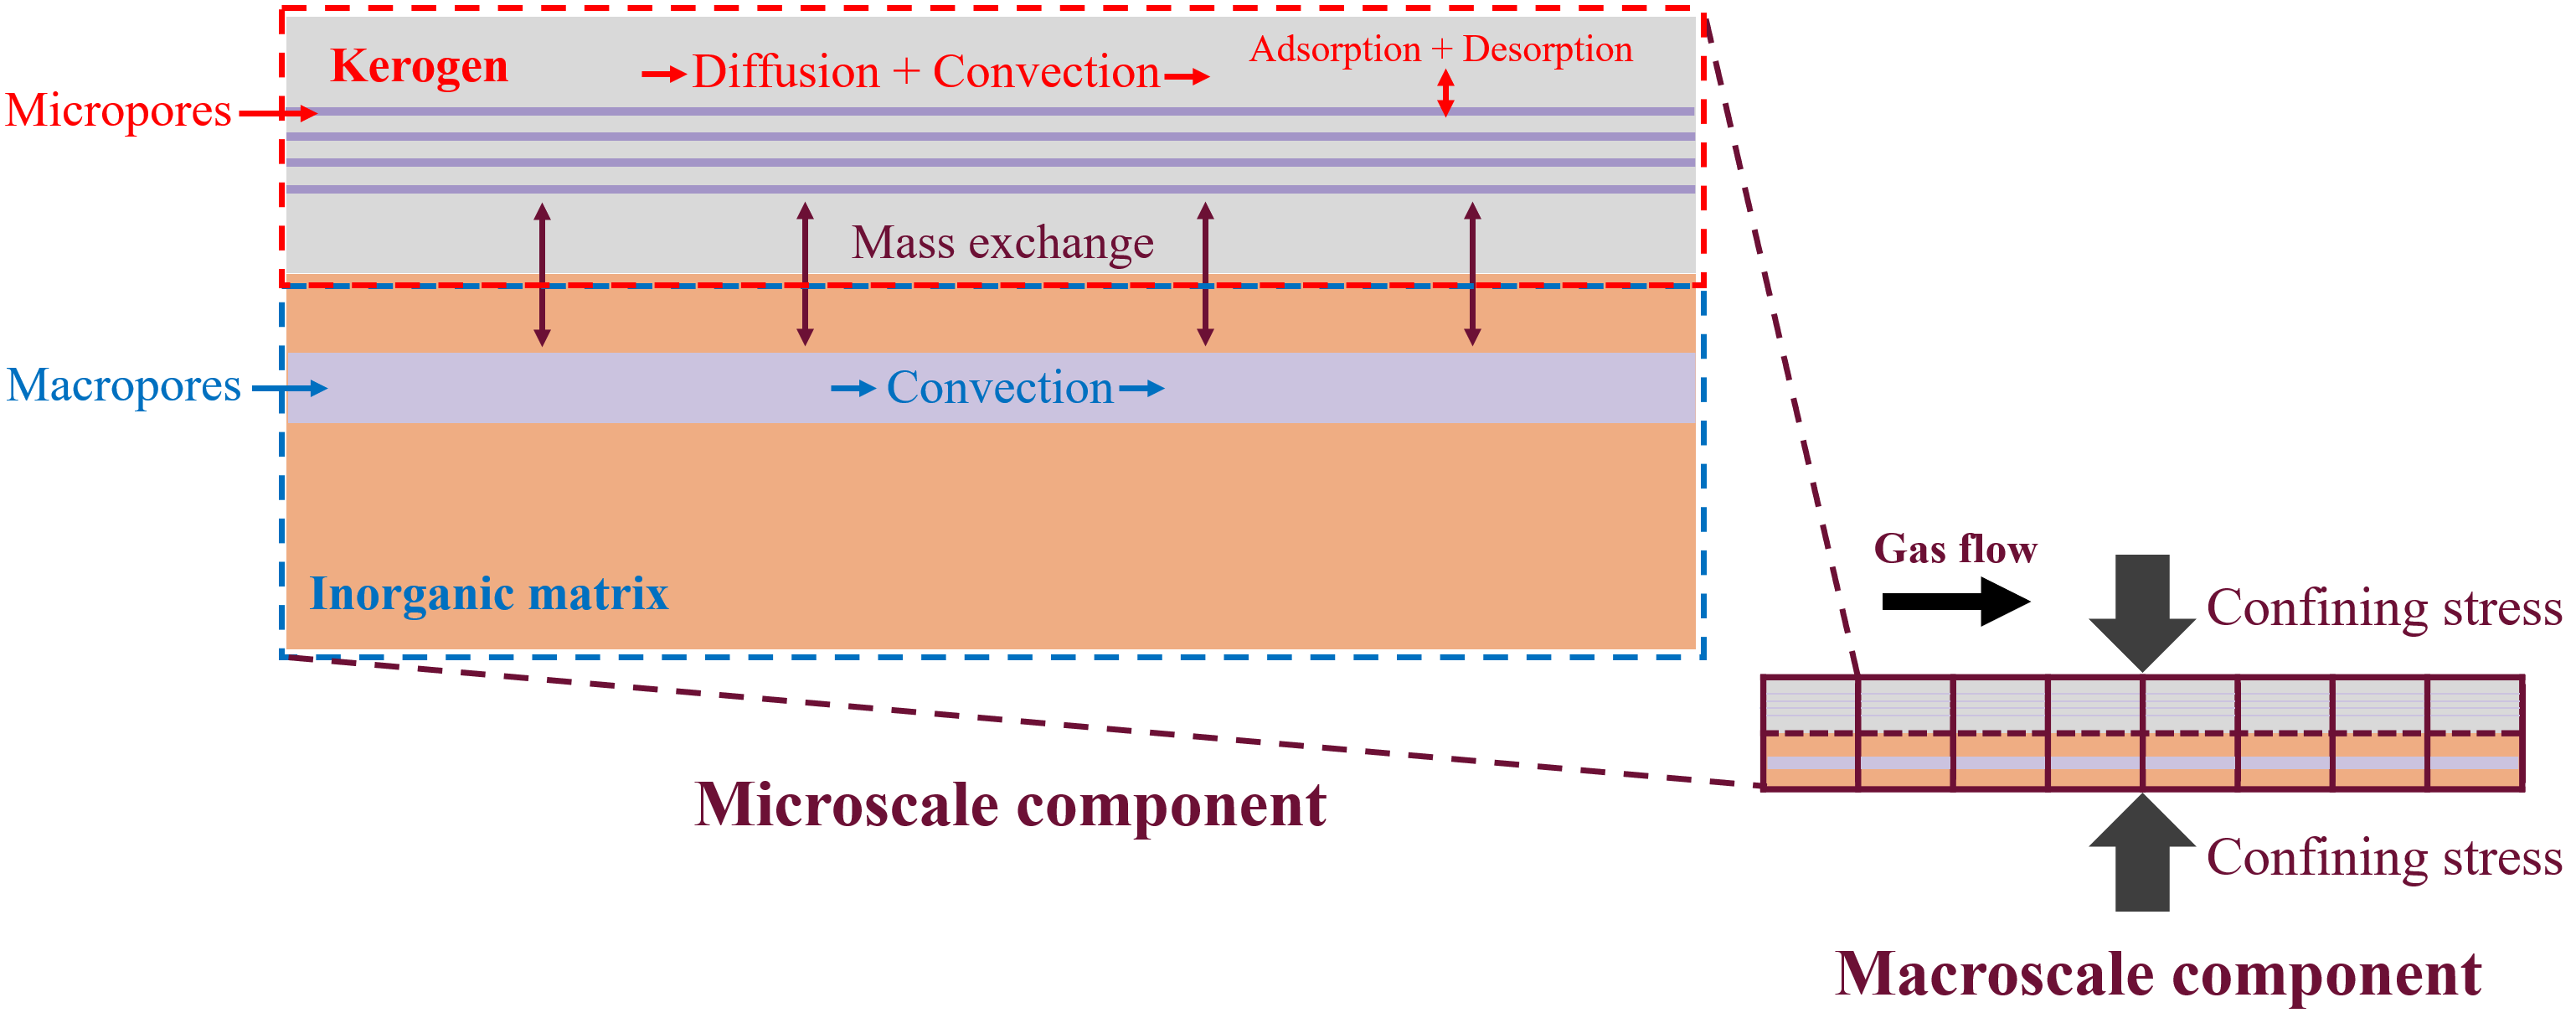 Kerogen
Diffusion + Convection
Adsorption + Desorption
Micropores
Mass exchange
Macropores
Convection
Inorganic matrix
Gas flow
Confining stress
Microscale component
Confining stress
Macroscale component